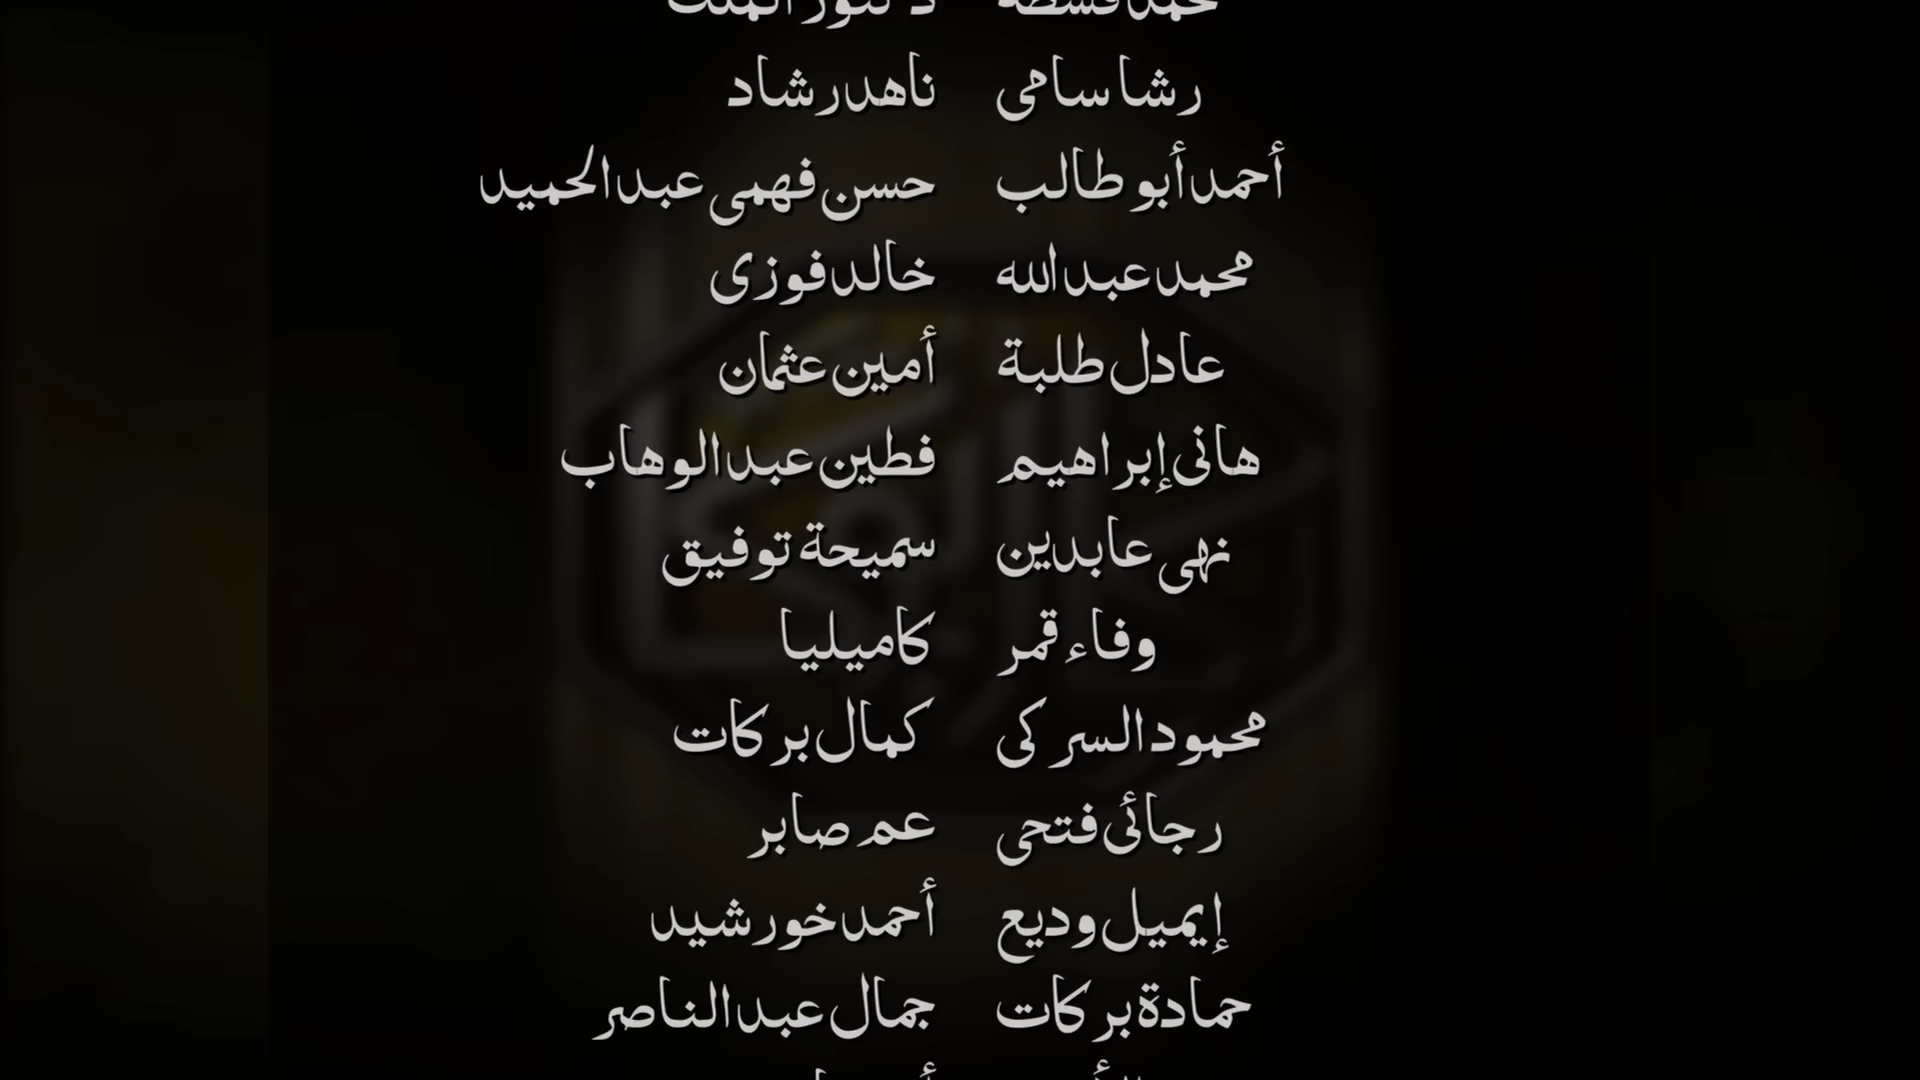 رشا سامى ناهد رشاد
أحمد أبو طالب حسن فهمى عبد الحميد
محمد عبد الله خالد فوزى
عادل طلبة أمين عثمان
هانى إبراهيم فطين عبد الوهاب
نهى عابدين سميحة توفيق
وفاء قمر كاميليا
محمود السركى كمال بركات
رجائى فتحى عم صابر
إيميل وديع أحمد خورشيد
حمادة بركات جمال عبد الناصر